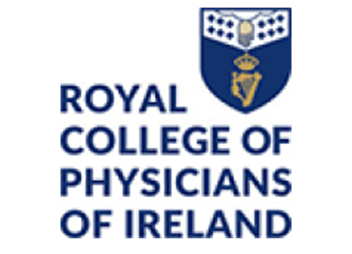 ROYAL
COLLEGE OF
PHYSICIANS
OF IRELAND